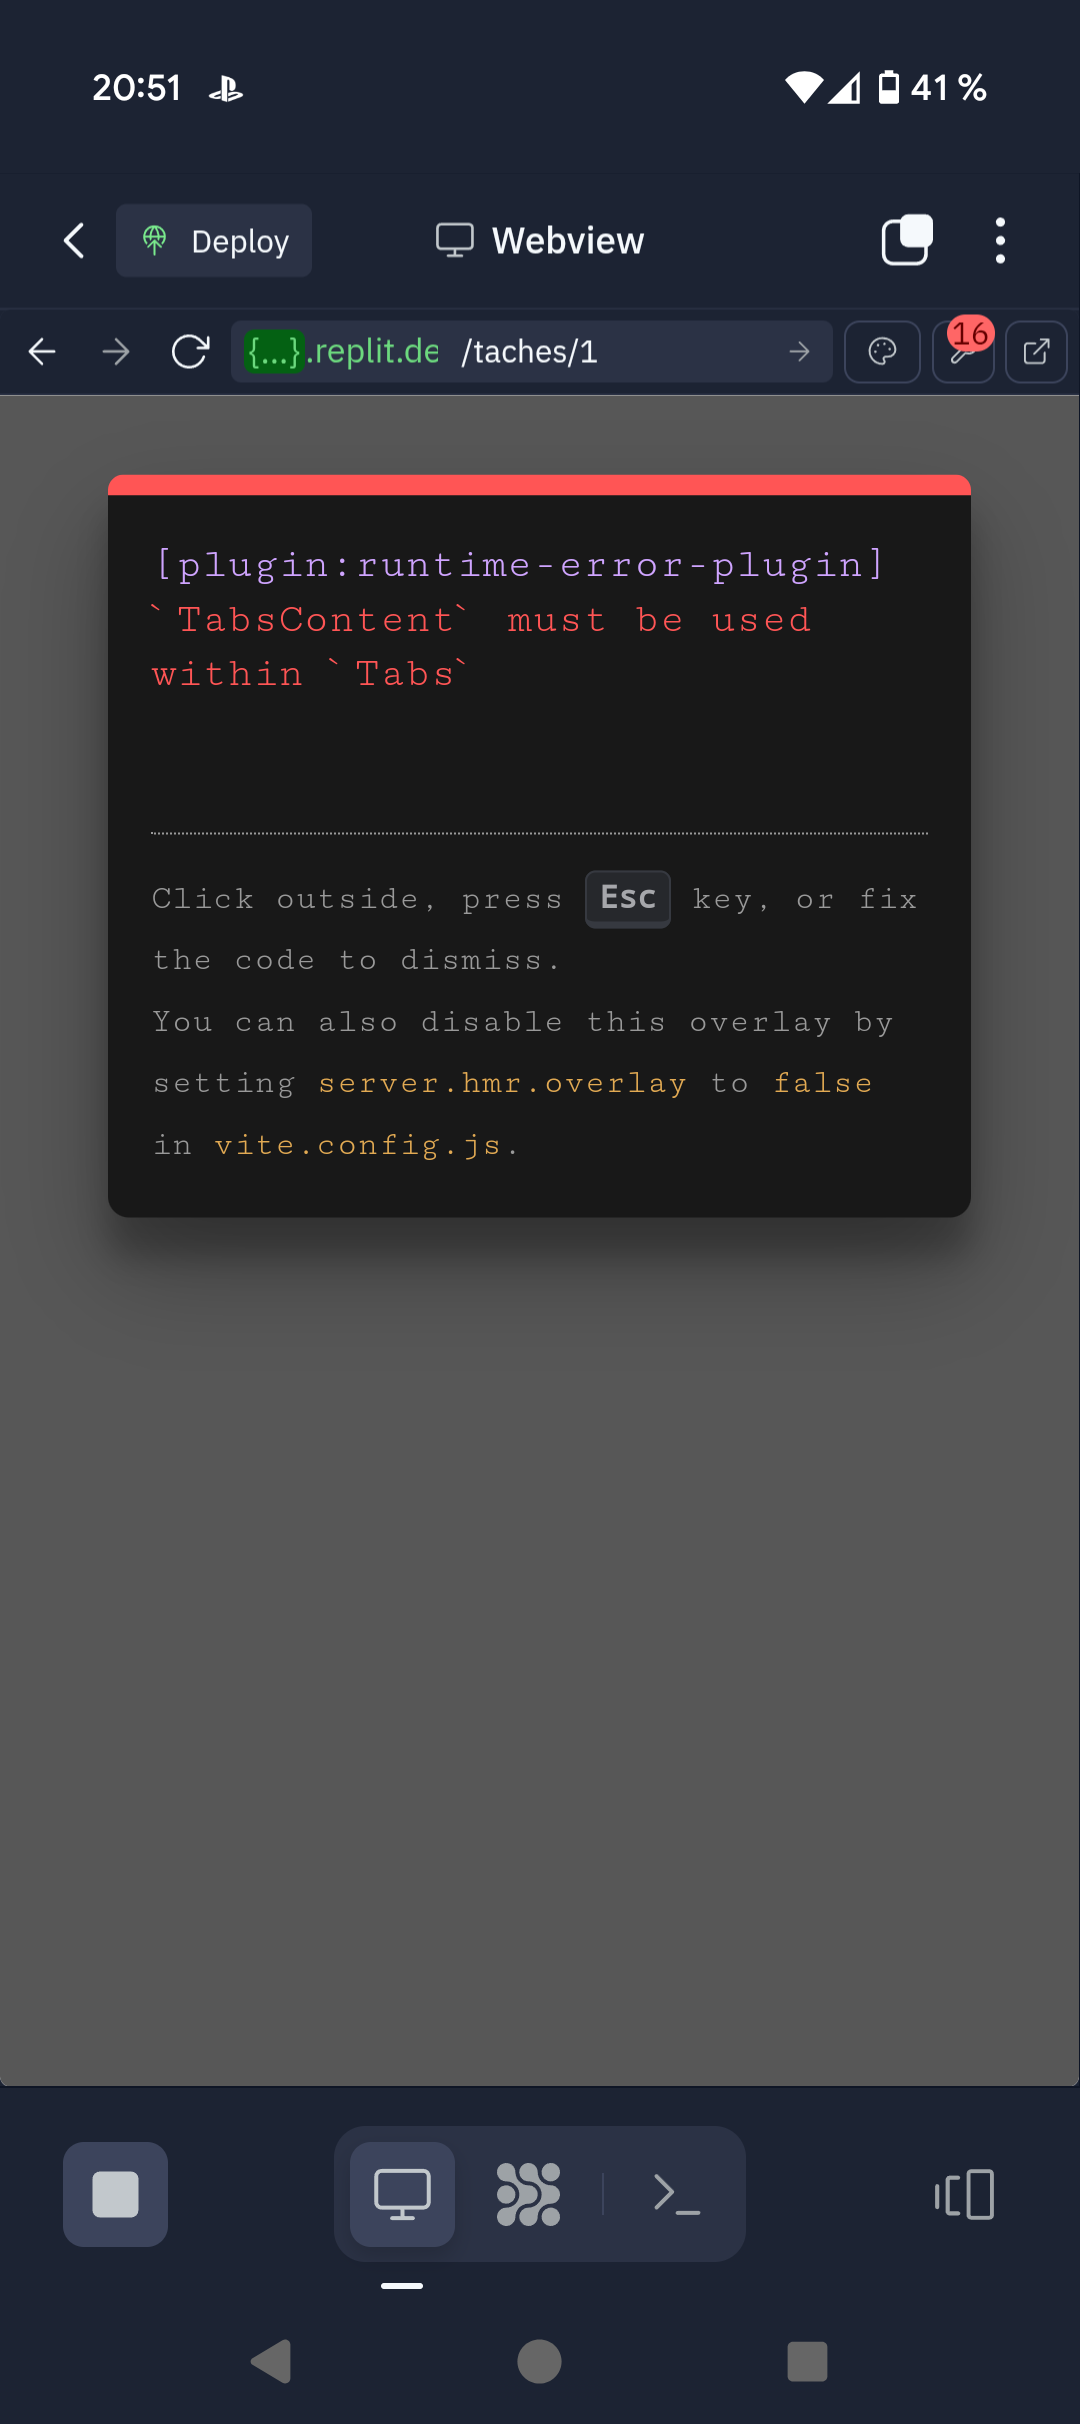 20:51 41 %
Deploy Webview
{...}.replit.de /taches/1 16
[plugin:runtime-error-plugin]
`TabsContent` must be used
within `Tabs`
Click outside, press Esc key, or fix
the code to dismiss.
You can also disable this overlay by
setting server.hmr.overlay to false
in vite.config.js.